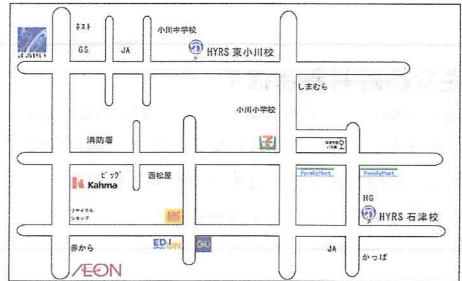 ネスト
小川中学校
GS
JA
HYRS 東小川校
しまむら
小川小学校
消防署
ビッグ
Kahma
西松屋
FamilyMart
FamilyMart
HG
リサイクル
ショップ
HYRS 石津校
赤から
EDION
GU
JA
かっぱ
ÆON